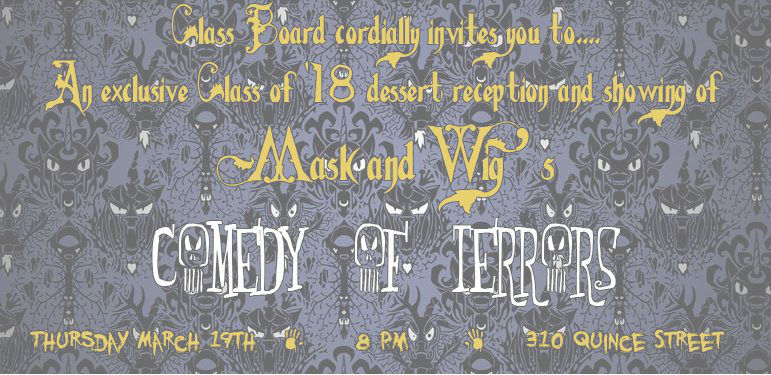 Class Board cordially invites you to....
An exclusive Class of '18 dessert reception and showing of
Mask and Wig's
COMEDY OF TERRORS
THURSDAY MARCH 19TH 8 PM 310 QUINCE STREET